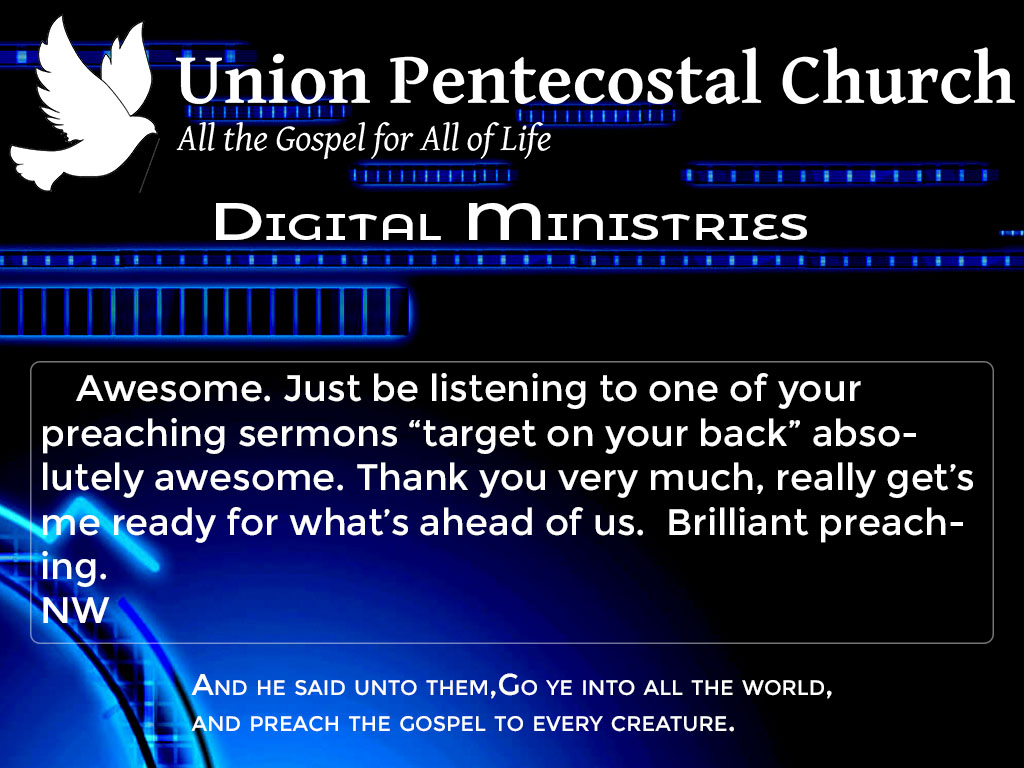 Union Pentecostal Church
All the Gospel for All of Life
Digital Ministries
Awesome. Just be listening to one of your
preaching sermons “target on your back” abso-
lutely awesome. Thank you very much, really get’s
me ready for what’s ahead of us.  Brilliant preach-
ing.
NW
And he said unto them,Go ye into all the world,
and preach the gospel to every creature.